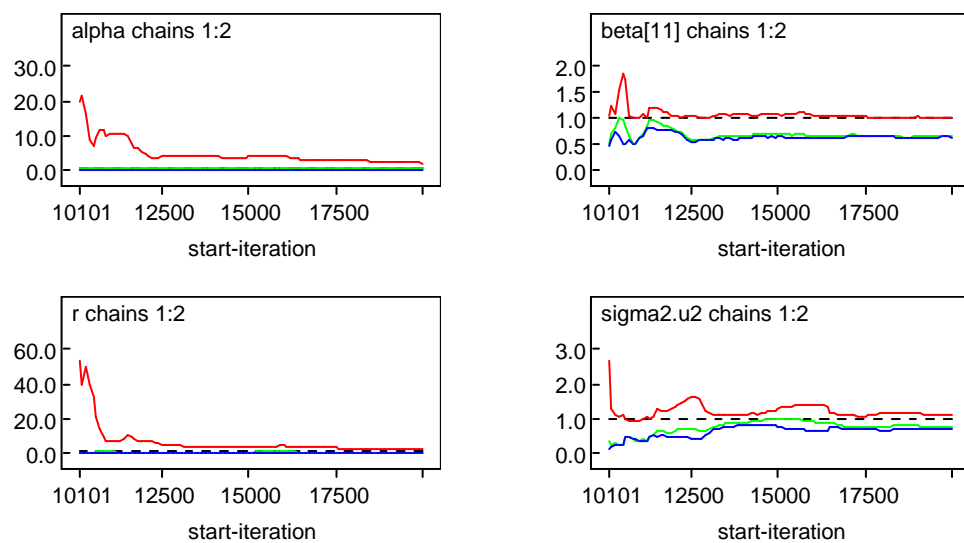 alpha chains 1:2
30.0
20.0
10.0
0.0
10101 12500 15000 17500
start-iteration
beta[11] chains 1:2
2.0
1.5
1.0
0.5
0.0
10101 12500 15000 17500
start-iteration
r chains 1:2
60.0
40.0
20.0
0.0
10101 12500 15000 17500
start-iteration
sigma2.u2 chains 1:2
3.0
2.0
1.0
0.0
10101 12500 15000 17500
start-iteration